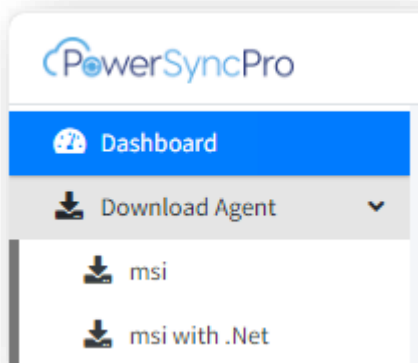 PowerSyncPro
Dashboard
Download Agent
msi
msi with .Net